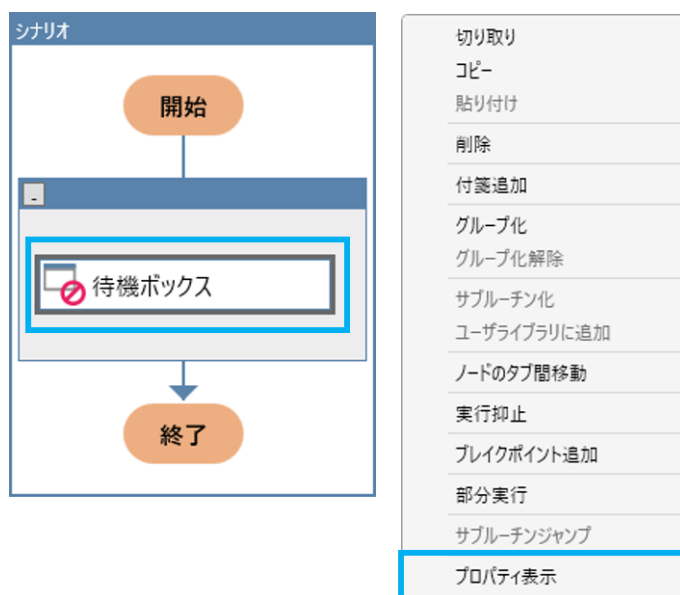 シナリオ
開始
-
待機ボックス
終了
切り取り
コピー
貼り付け
削除
付箋追加
グループ化
グループ化解除
サブルーチン化
ユーザライブラリに追加
ノードのタブ間移動
実行抑止
ブレイクポイント追加
部分実行
サブルーチンジャンプ
プロパティ表示